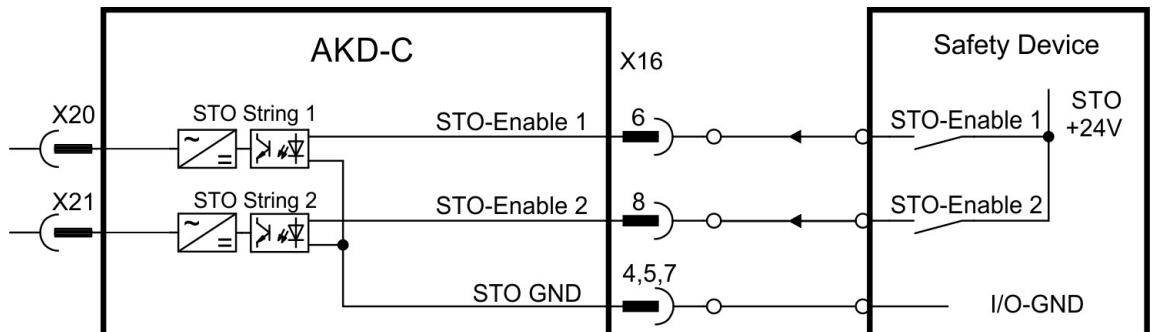 AKD-C
X16
Safety Device
X20
STO String 1
STO-Enable 1
6
STO-Enable 1
STO
+24V
X21
STO String 2
STO-Enable 2
8
STO-Enable 2
STO GND
4,5,7
I/O-GND